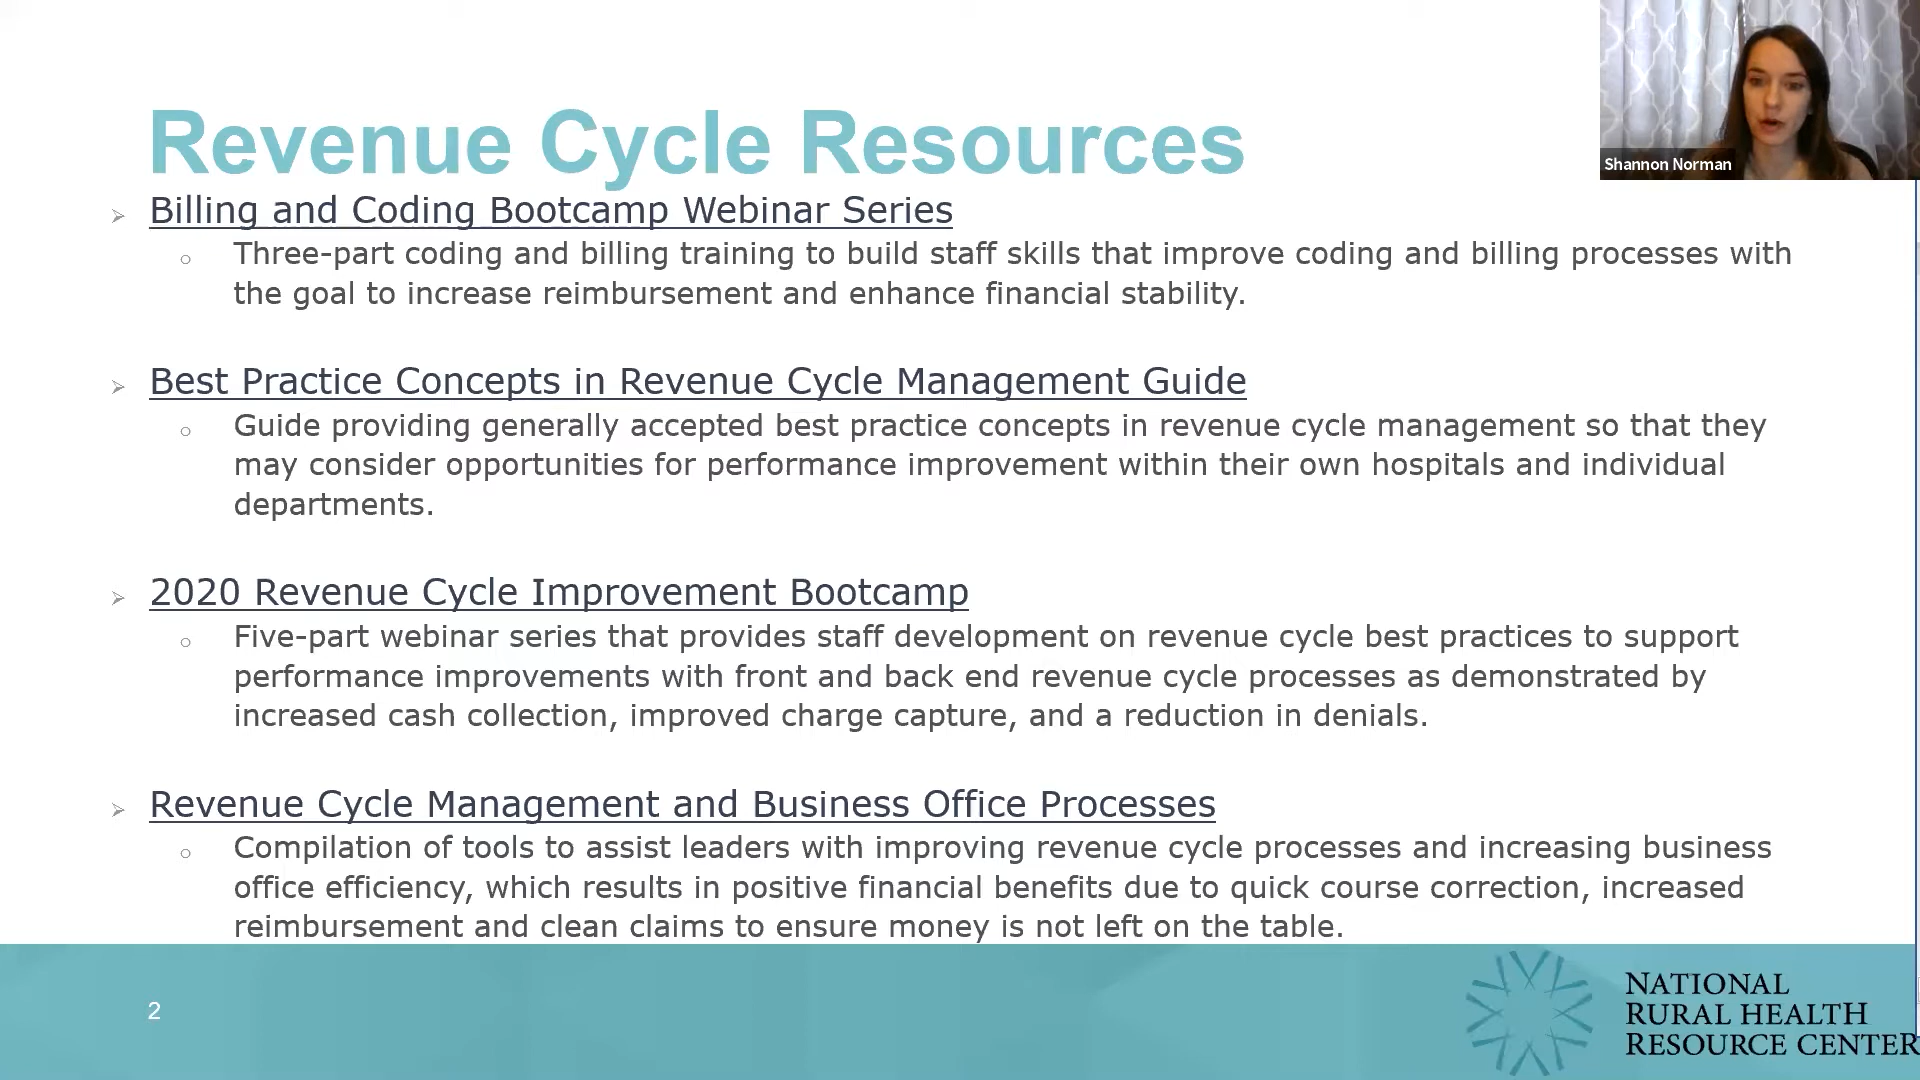 Revenue Cycle Resources
Shannon Norman
Billing and Coding Bootcamp Webinar Series
Three-part coding and billing training to build staff skills that improve coding and billing processes with
the goal to increase reimbursement and enhance financial stability.
Best Practice Concepts in Revenue Cycle Management Guide
Guide providing generally accepted best practice concepts in revenue cycle management so that they
may consider opportunities for performance improvement within their own hospitals and individual
departments.
2020 Revenue Cycle Improvement Bootcamp
Five-part webinar series that provides staff development on revenue cycle best practices to support
performance improvements with front and back end revenue cycle processes as demonstrated by
increased cash collection, improved charge capture, and a reduction in denials.
Revenue Cycle Management and Business Office Processes
Compilation of tools to assist leaders with improving revenue cycle processes and increasing business
office efficiency, which results in positive financial benefits due to quick course correction, increased
reimbursement and clean claims to ensure money is not left on the table.
2
NATIONAL
RURAL HEALTH
RESOURCE CENTER